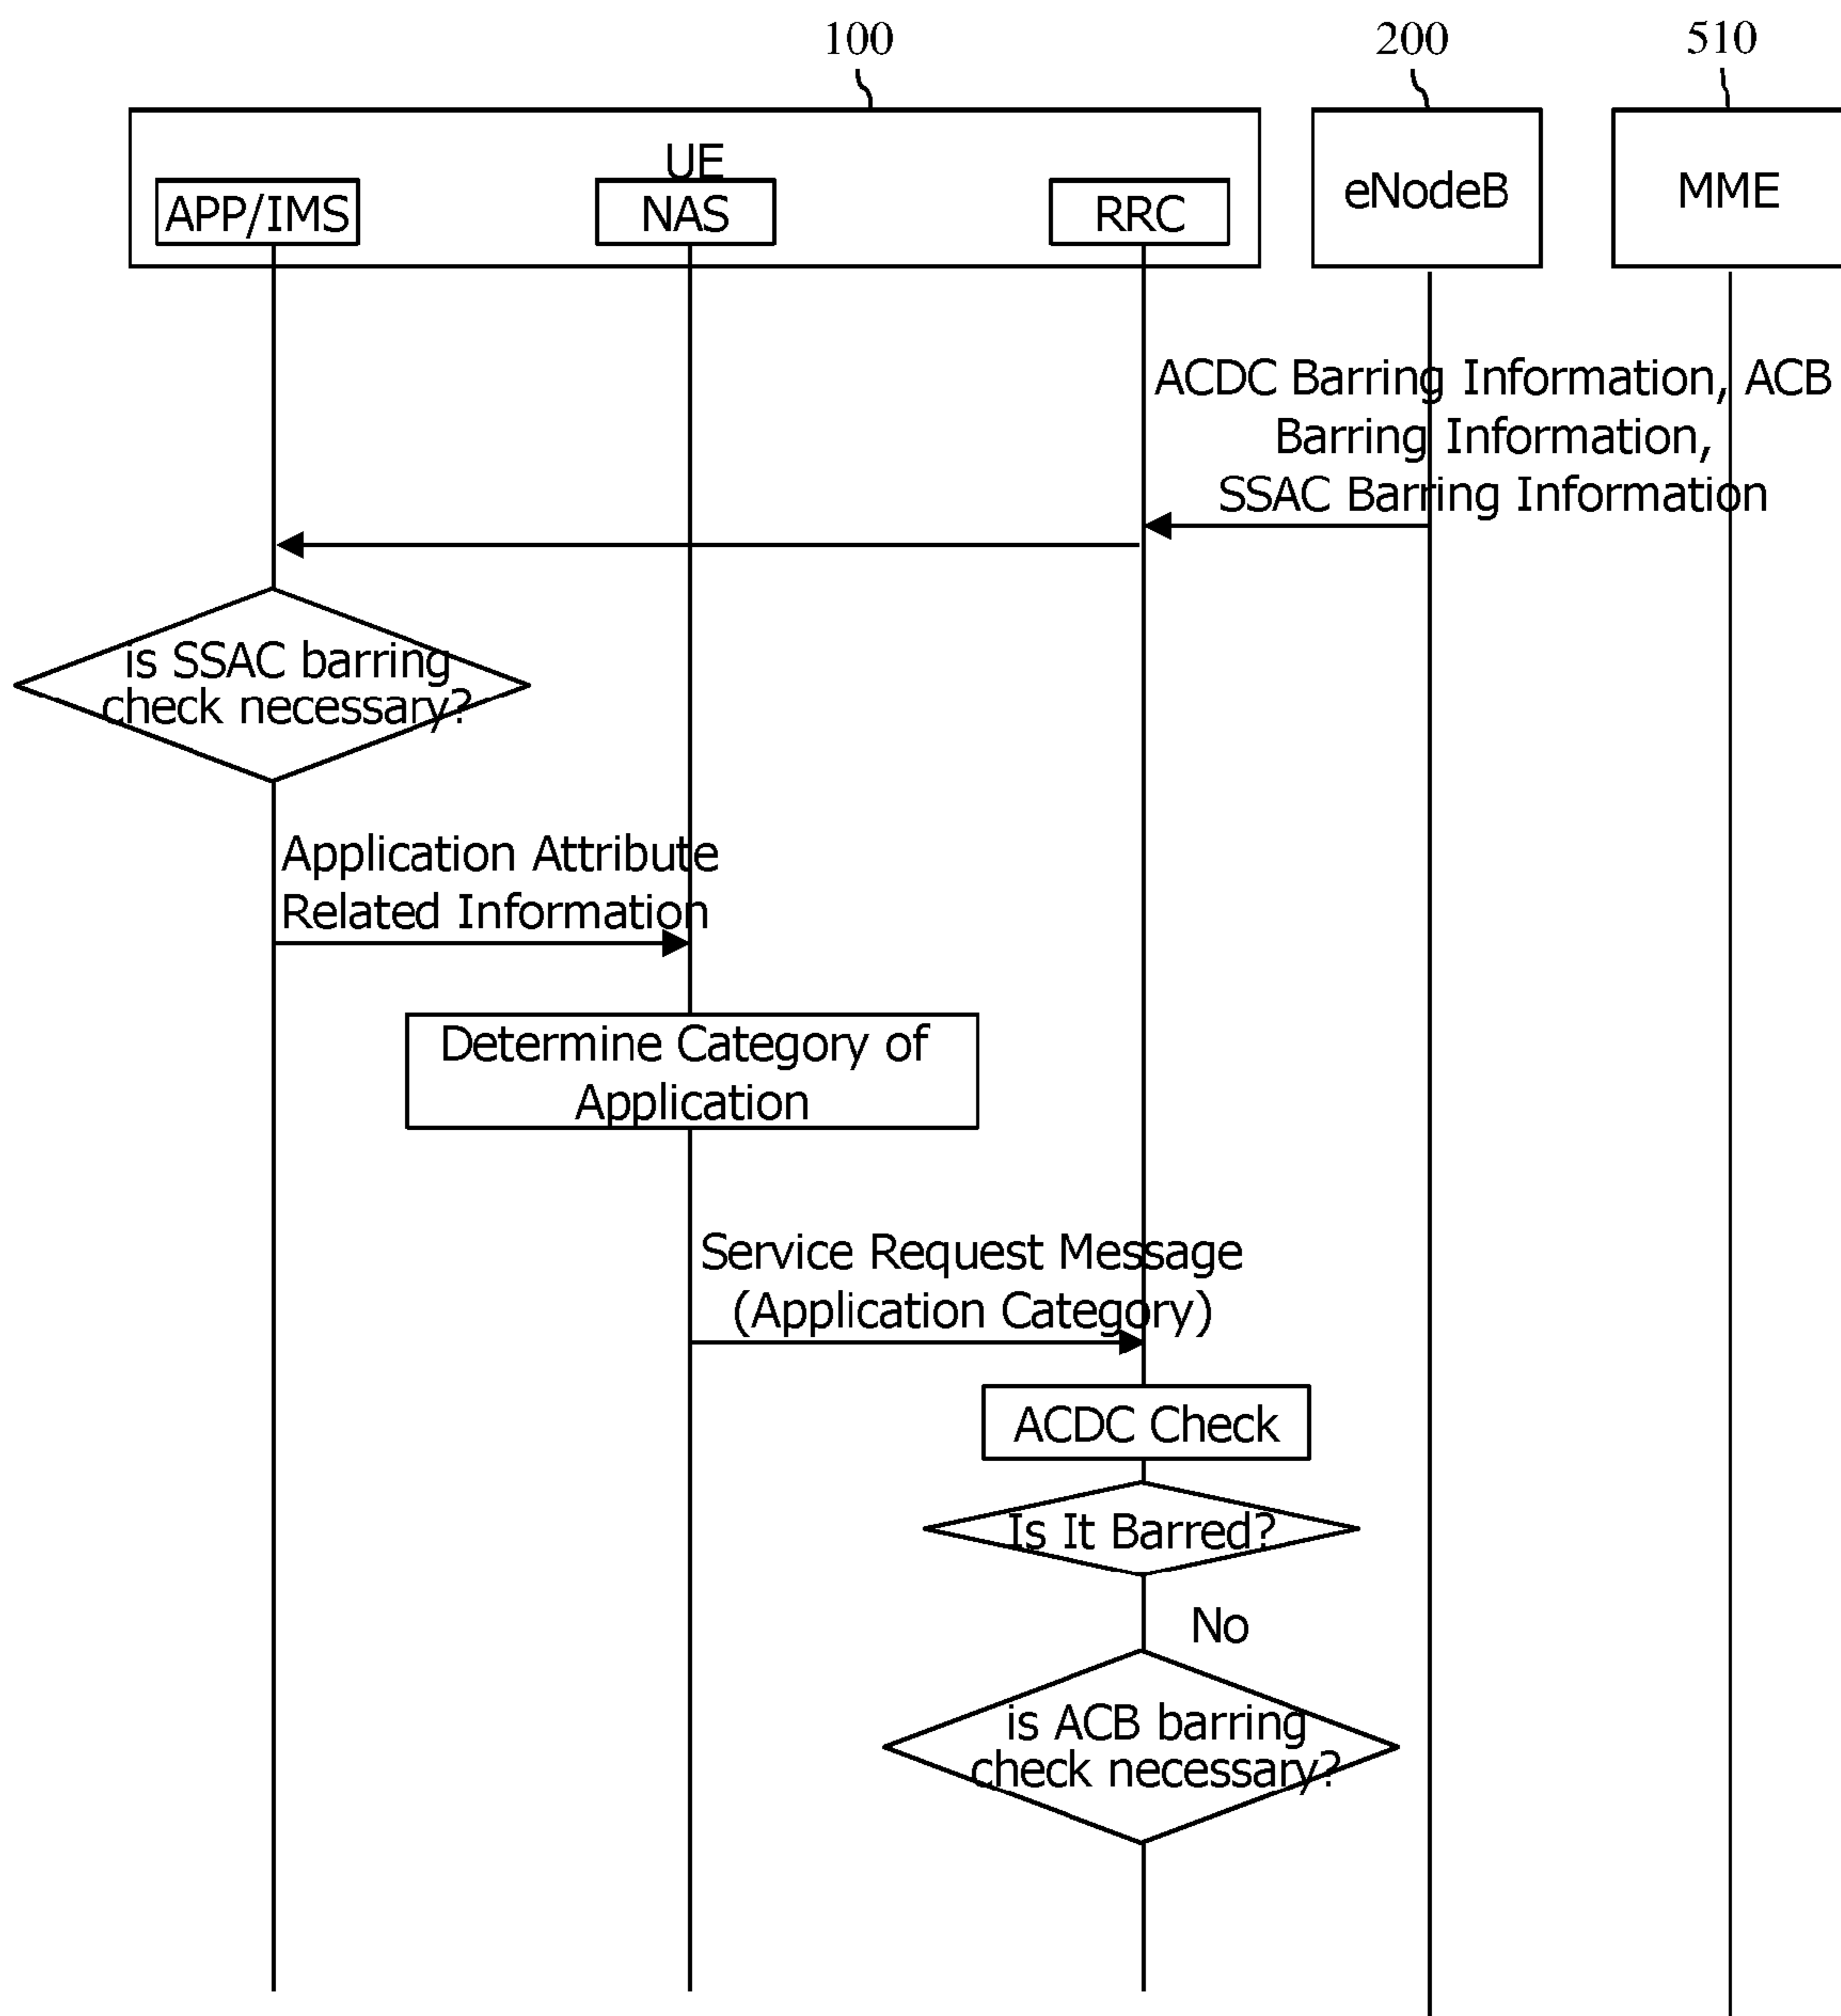 100
200
510
UE
APP/IMS
NAS
RRC
eNodeB
MME
ACDC Barring Information, ACB
Barring Information,
SSAC Barring Information
is SSAC barring
check necessary?
Application Attribute
Related Information
Determine Category of
Application
Service Request Message
(Application Category)
ACDC Check
Is It Barred?
No
is ACB barring
check necessary?